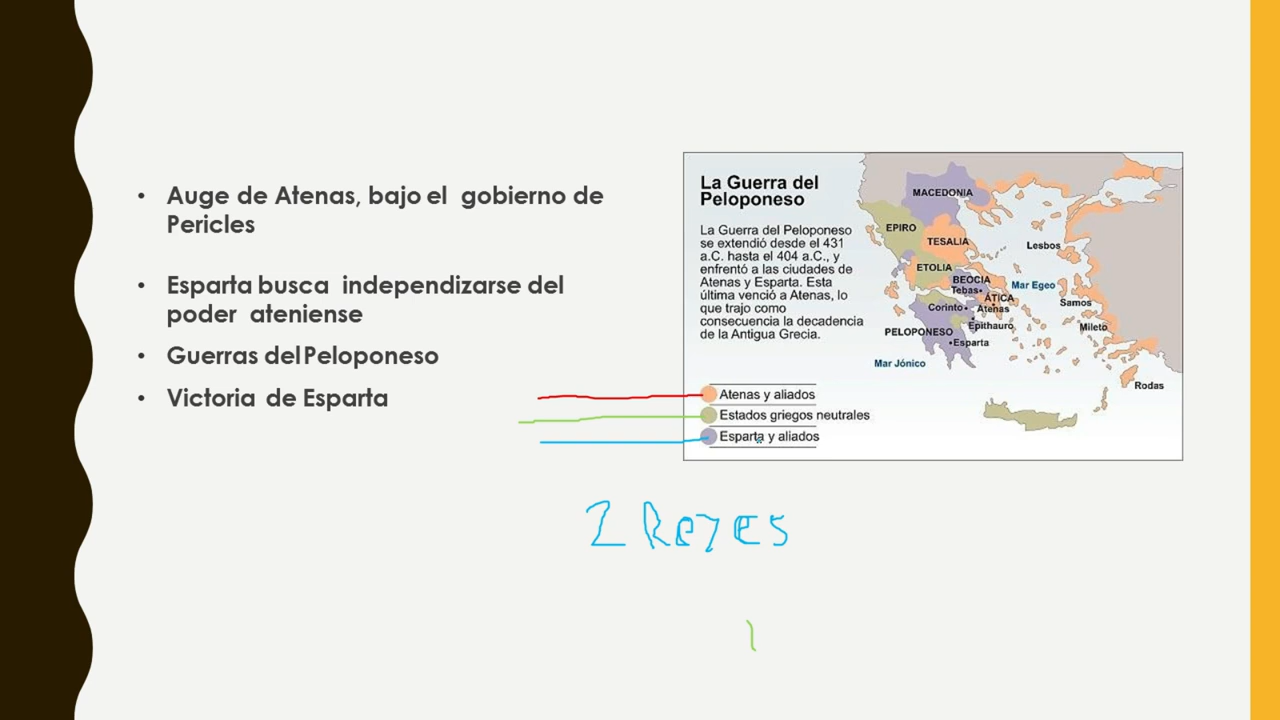 • Auge de Atenas, bajo el gobierno de
Pericles
• Esparta busca independizarse del
poder ateniense
• Guerras del Peloponeso
• Victoria de Esparta
La Guerra del
Peloponeso
La Guerra del Peloponeso
se extendió desde el 431
a.C. hasta el 404 a.C., y
enfrentó a las ciudades de
Atenas y Esparta. Esta
última venció a Atenas, lo
que trajo como
consecuencia la decadencia
de la Antigua Grecia.
MACEDONIA
EPIRO
TESALIA
Lesbos
ETOLIA
BEOCIA
Mar Egeo
Tebas
ÁTICA
Samos
Corinto
Atenas
Epithauro
Mileto
PELOPONESO
Esparta
Mar Jónico
Rodas
Atenas y aliados
Estados griegos neutrales
Esparta y aliados
2 Reyes